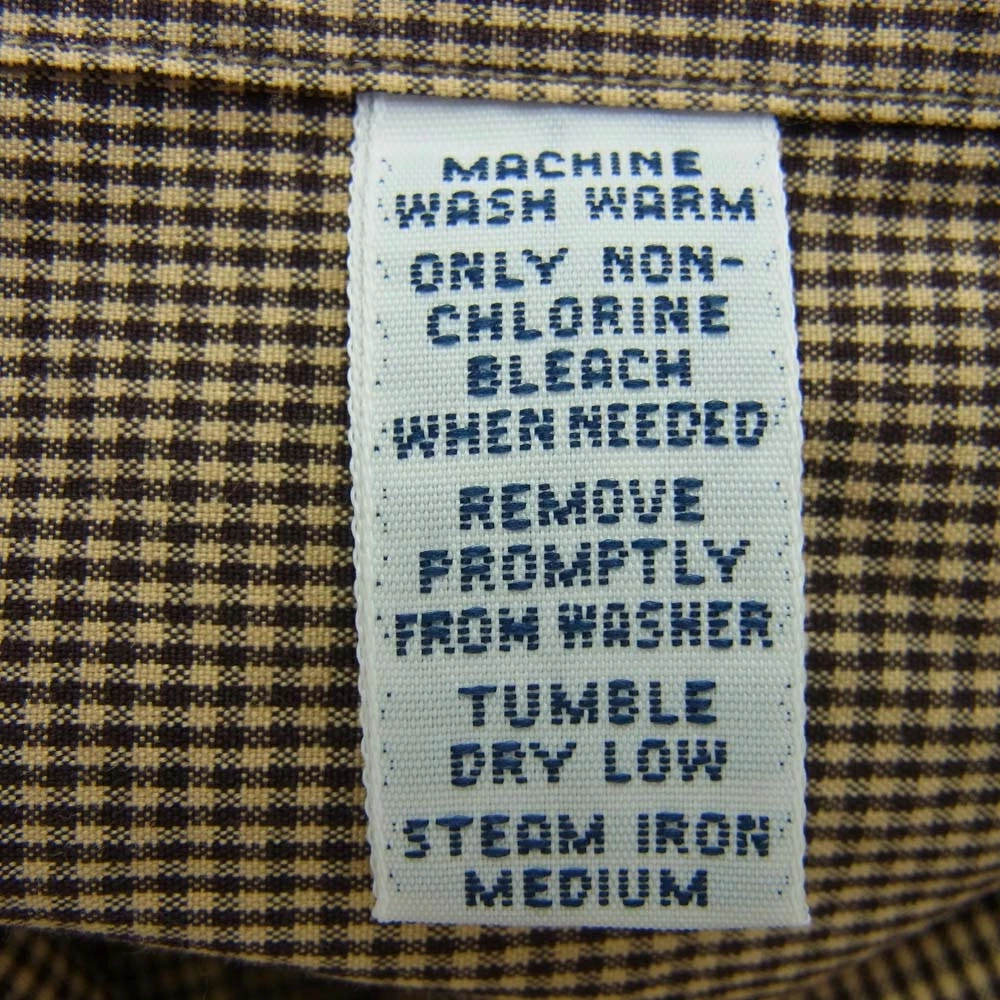 MACHINE
WASH WARM
ONLY NON-
CHLORINE
BLEACH
WHEN NEEDED
REMOVE
PROMPTLY
FROM WASHER
TUMBLE
DRY LOW
STEAM IRON
MEDIUM